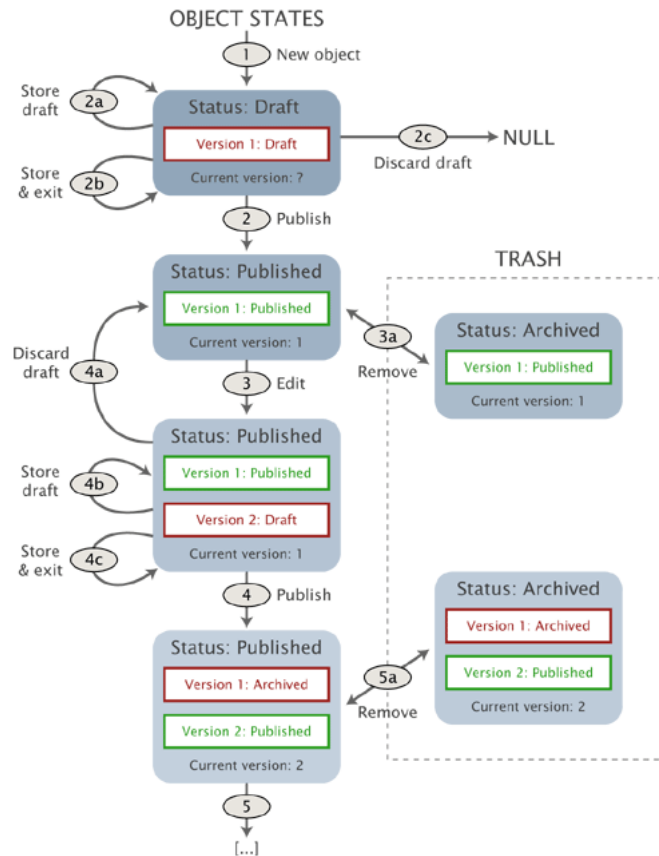 OBJECT STATES
1
New object
Store
draft
2a
Status: Draft
Version 1: Draft
Current version: ?
2c
Discard draft
NULL
Store
& exit
2b
2
Publish
Status: Published
Version 1: Published
Current version: 1
TRASH
3a
Remove
Status: Archived
Version 1: Published
Current version: 1
Discard
draft
4a
3
Edit
Status: Published
Version 1: Published
Version 2: Draft
Current version: 1
Store
draft
4b
Store
& exit
4c
4
Publish
Status: Published
Version 1: Archived
Version 2: Published
Current version: 2
5a
Remove
Status: Archived
Version 1: Archived
Version 2: Published
Current version: 2
5
[...]